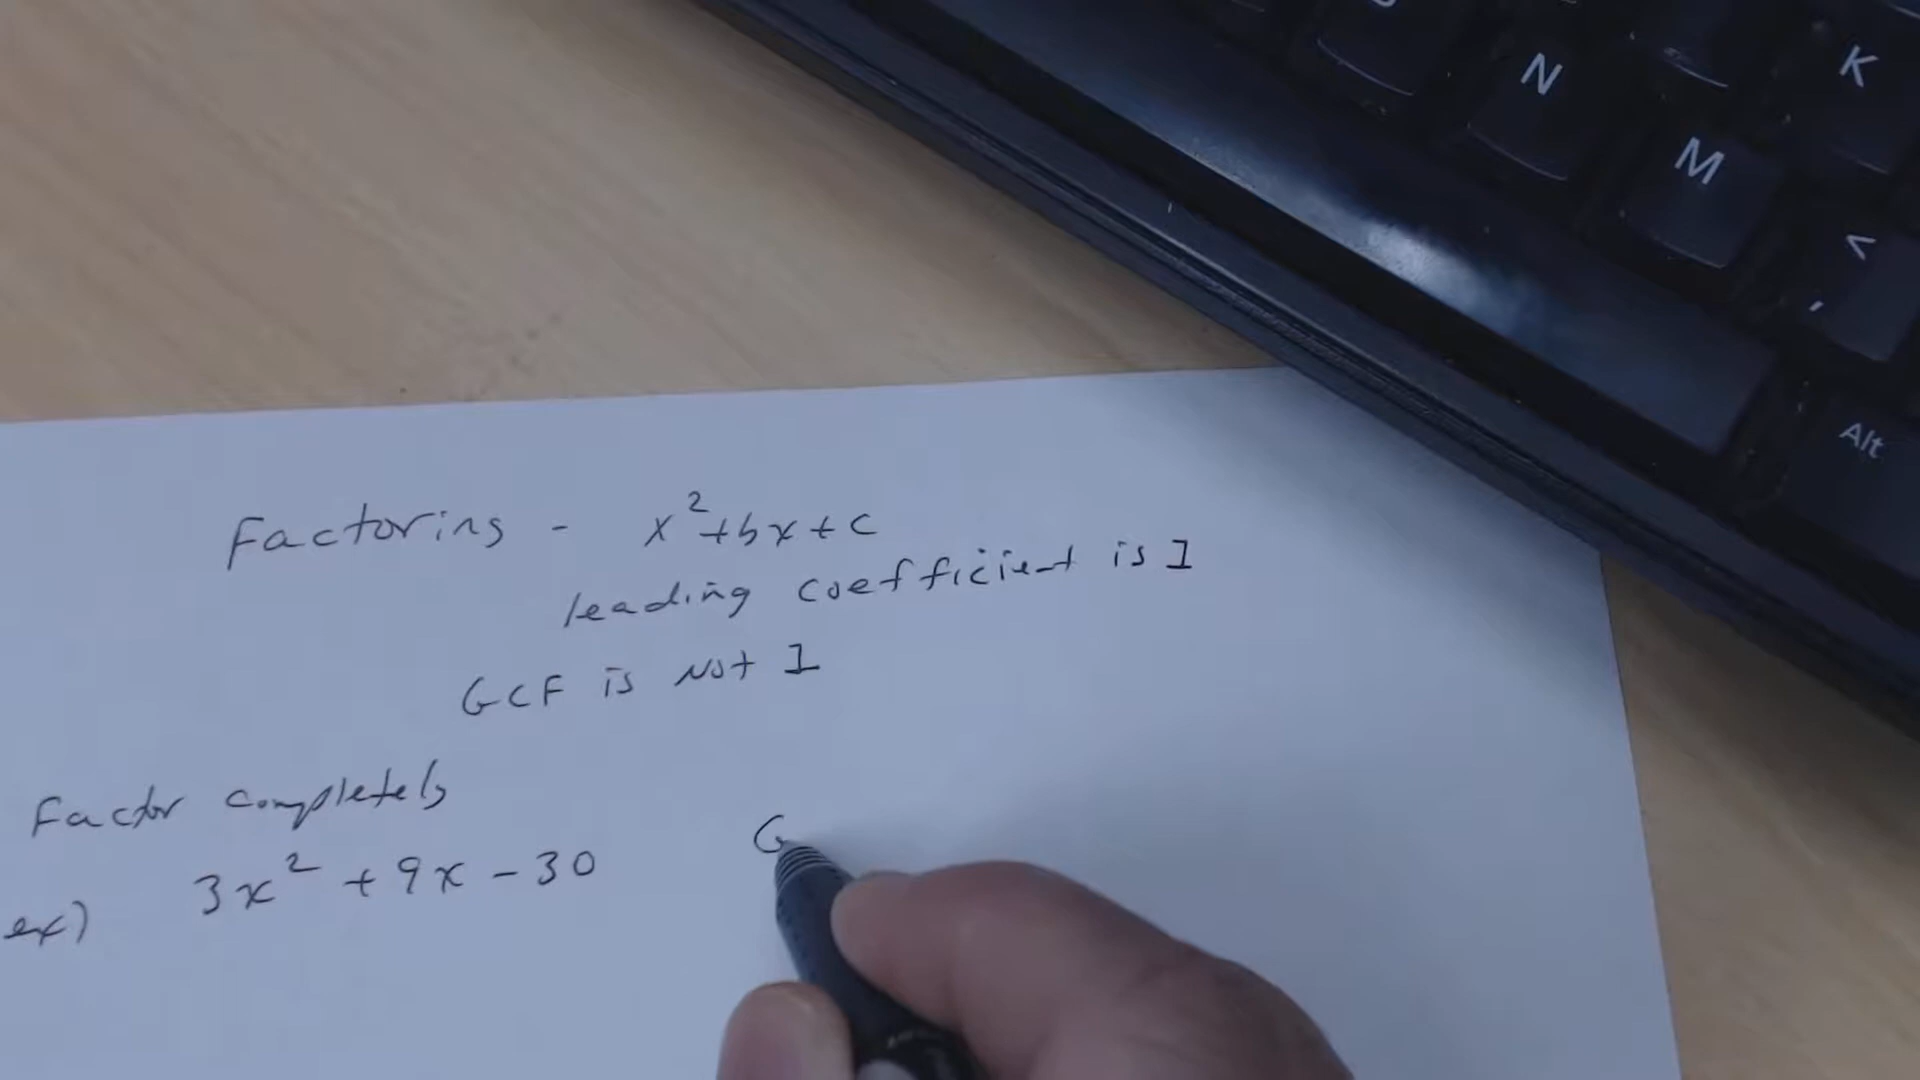 N
K
M
<
,
Alt
Factoring - x²+bx+c
leading coefficient is 1
GCF is Not 1
Factor completely
ex) 3x² +9x -30
G